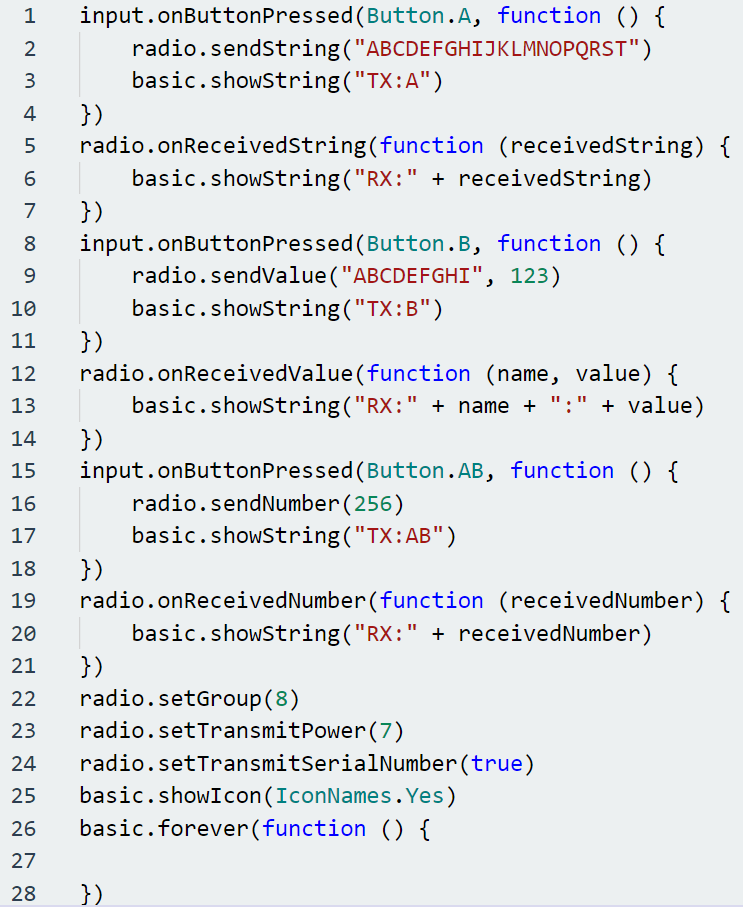 1 input.onButtonPressed(Button.A, function () {
2     radio.sendString("ABCDEFGHIJKLMNOPQRST")
3     basic.showString("TX:A")
4 })
5 radio.onReceivedString(function (receivedString) {
6     basic.showString("RX:" + receivedString)
7 })
8 input.onButtonPressed(Button.B, function () {
9     radio.sendValue("ABCDEFGHI", 123)
10     basic.showString("TX:B")
11 })
12 radio.onReceivedValue(function (name, value) {
13     basic.showString("RX:" + name + ":" + value)
14 })
15 input.onButtonPressed(Button.AB, function () {
16     radio.sendNumber(256)
17     basic.showString("TX:AB")
18 })
19 radio.onReceivedNumber(function (receivedNumber) {
20     basic.showString("RX:" + receivedNumber)
21 })
22 radio.setGroup(8)
23 radio.setTransmitPower(7)
24 radio.setTransmitSerialNumber(true)
25 basic.showIcon(IconNames.Yes)
26 basic.forever(function () {
27
28 })